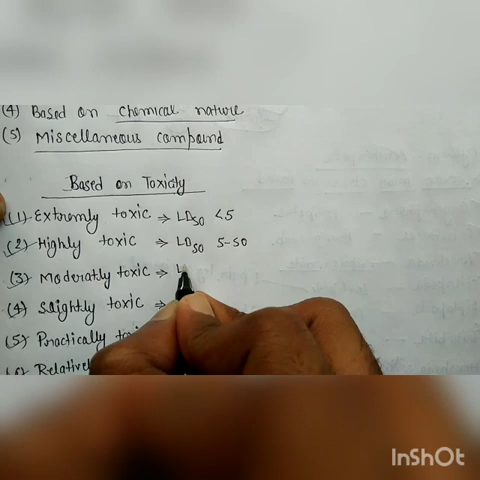 (4) Based on chemical nature
(5) Miscellaneous compound
Based on Toxicity
(1) Extremly toxic ⇒ LD50 <5
(2) Highly toxic ⇒ LD50 5-50
(3) Moderatly toxic ⇒ L
(4) Slightly toxic ⇒
(5) Practically
Relative
InShOt